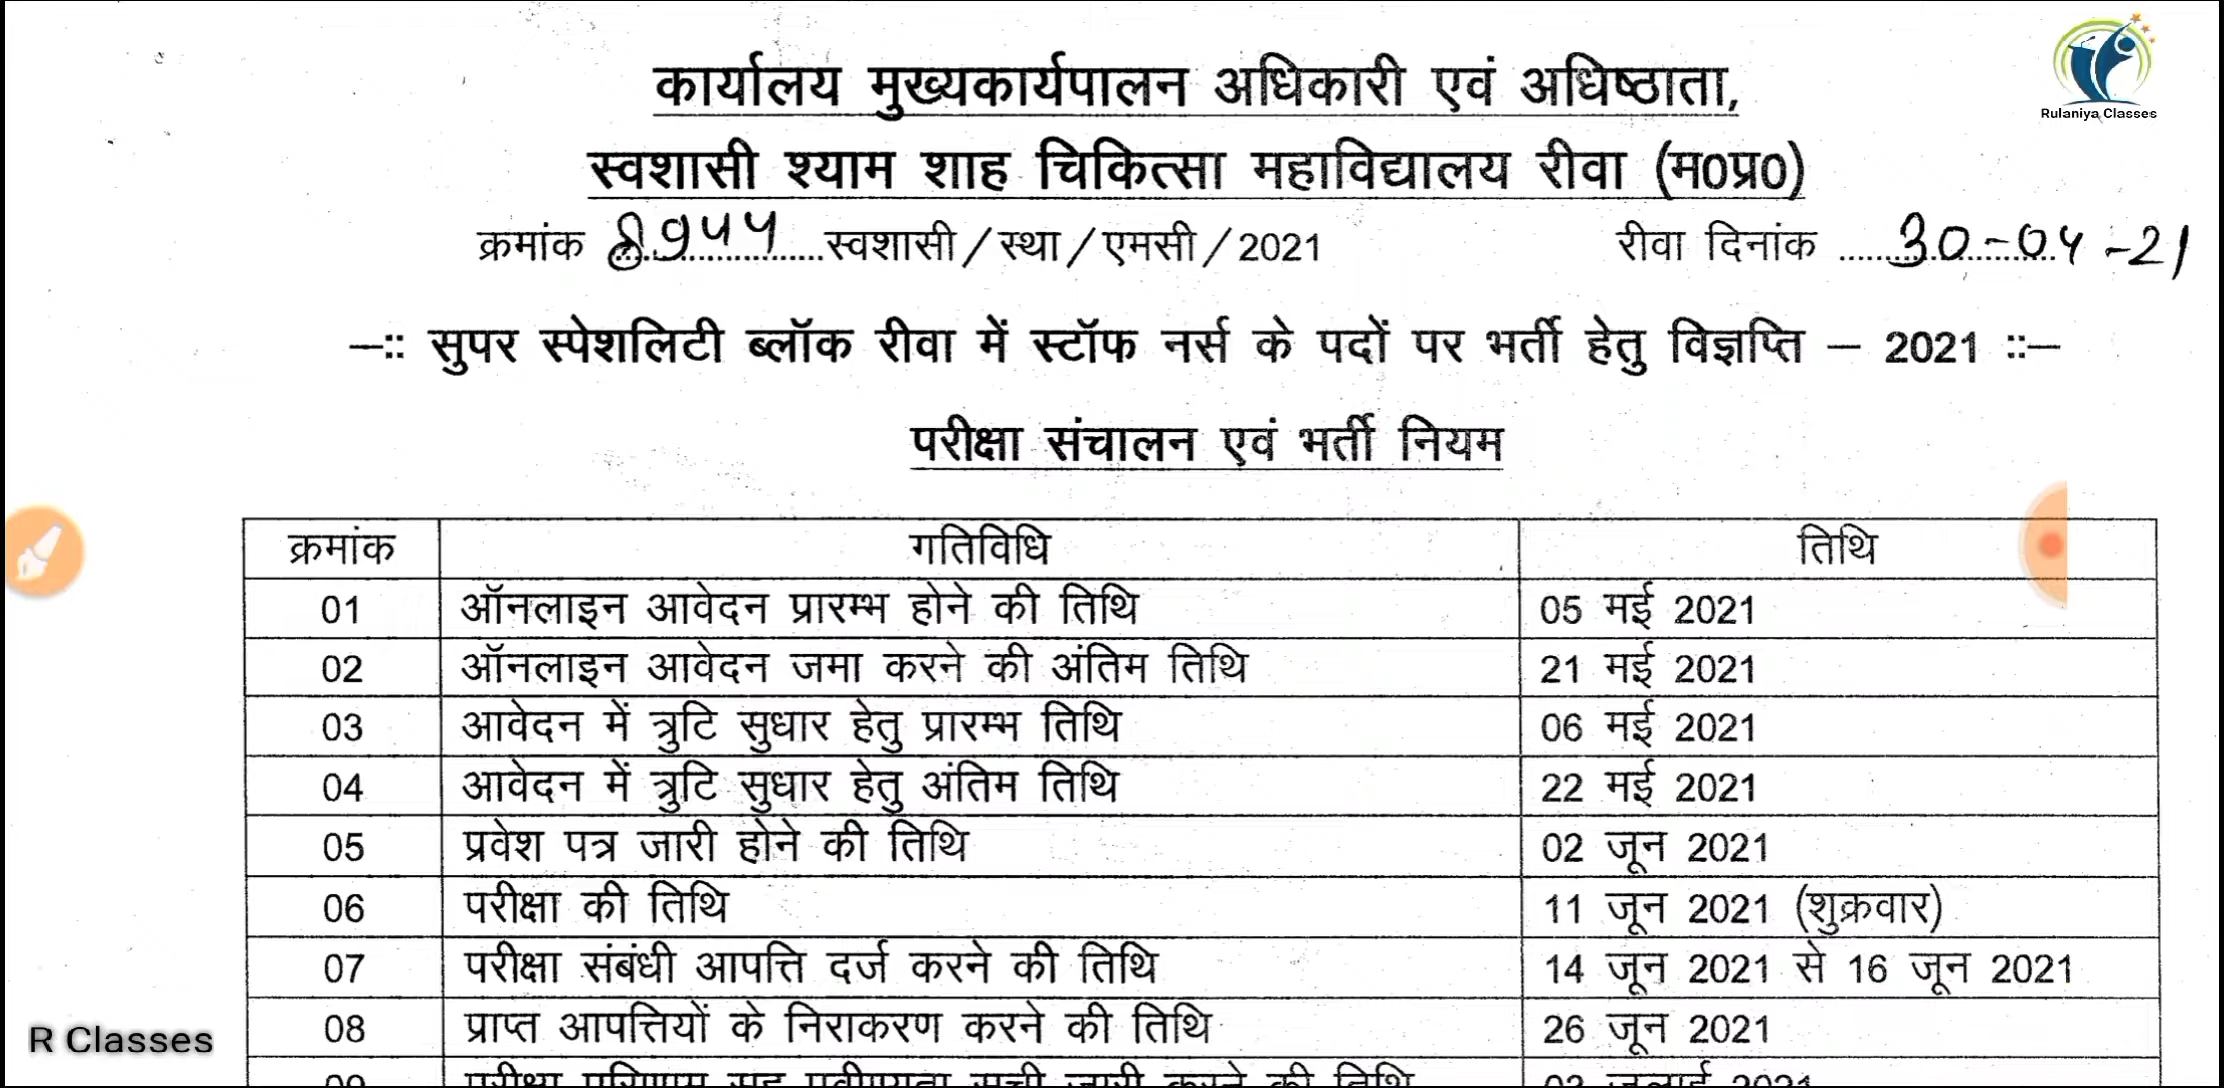 कार्यालय मुख्यकार्यपालन अधिकारी एवं अधिष्ठाता,
Rulaniya Classes
स्वशासी श्याम शाह चिकित्सा महाविद्यालय रीवा (म0प्र0)
क्रमांक ....................स्वशासी/स्था/एमसी/2021 रीवा दिनांक ....30-04-21
–:: सुपर स्पेशलिटी ब्लॉक रीवा में स्टॉफ नर्स के पदों पर भर्ती हेतु विज्ञप्ति – 2021 ::–
परीक्षा संचालन एवं भर्ती नियम
क्रमांक गतिविधि तिथि
01 ऑनलाइन आवेदन प्रारम्भ होने की तिथि 05 मई 2021
02 ऑनलाइन आवेदन जमा करने की अंतिम तिथि 21 मई 2021
03 आवेदन में त्रुटि सुधार हेतु प्रारम्भ तिथि 06 मई 2021
04 आवेदन में त्रुटि सुधार हेतु अंतिम तिथि 22 मई 2021
05 प्रवेश पत्र जारी होने की तिथि 02 जून 2021
06 परीक्षा की तिथि 11 जून 2021 (शुक्रवार)
07 परीक्षा संबंधी आपत्ति दर्ज करने की तिथि 14 जून 2021 से 16 जून 2021
08 प्राप्त आपत्तियों के निराकरण करने की तिथि 26 जून 2021
R Classes